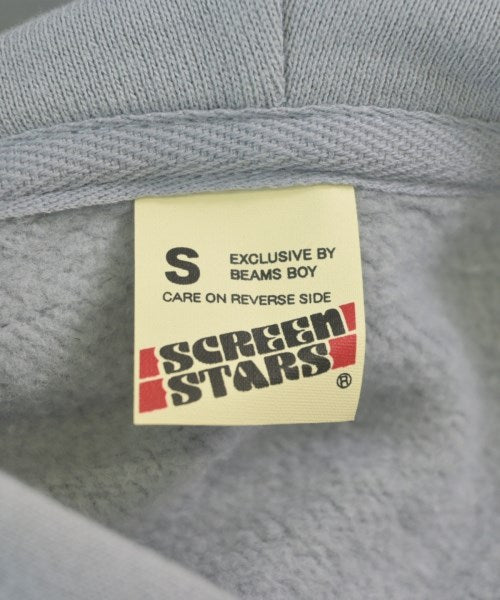 S
EXCLUSIVE BY
BEAMS BOY
CARE ON REVERSE SIDE
SCREEN
STARS ®